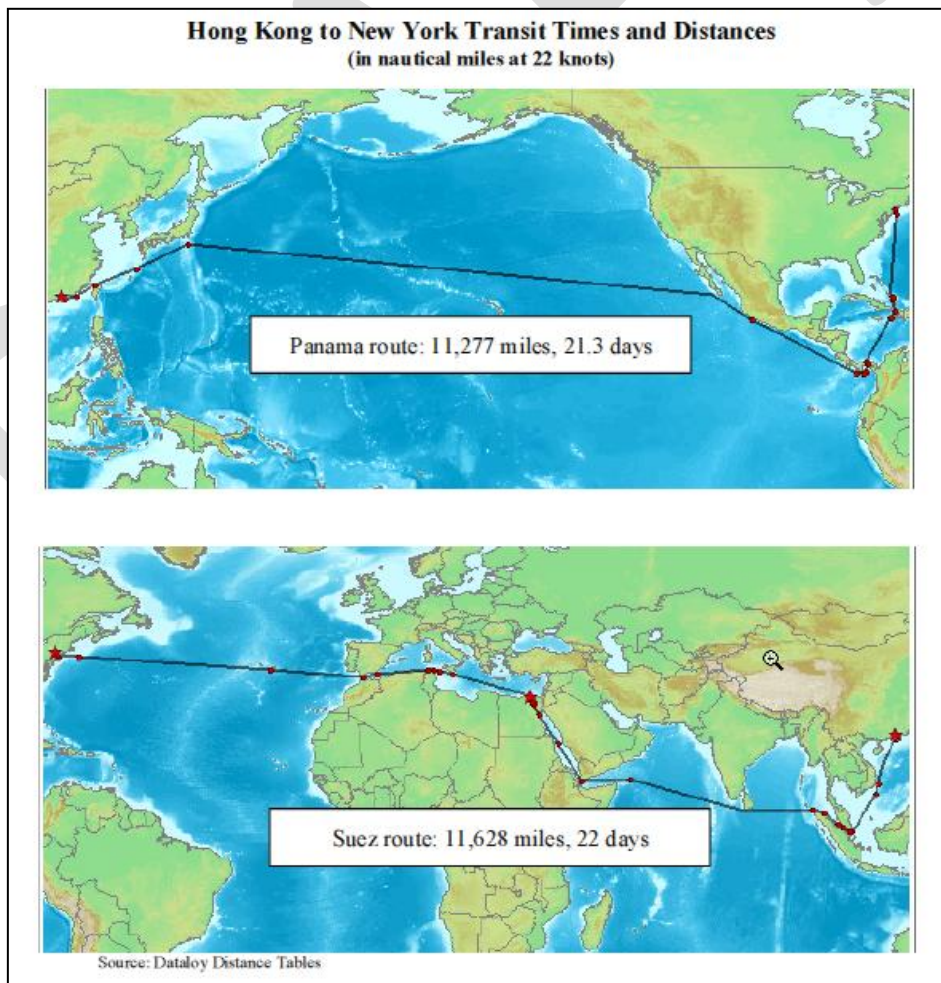 Hong Kong to New York Transit Times and Distances
(in nautical miles at 22 knots)
Panama route: 11,277 miles, 21.3 days
Suez route: 11,628 miles, 22 days
Source: Dataloy Distance Tables